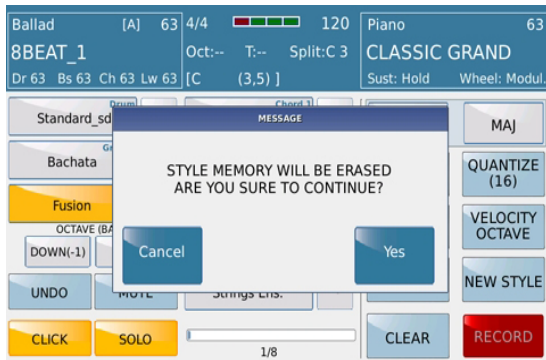 Ballad [A] 63 4/4 120 Piano 63
8BEAT_1 Oct:-- T:-- Split:C 3 CLASSIC GRAND
Dr 63 Bs 63 Ch 63 Lw 63 [C (3,5) ] Sust: Hold Wheel: Modul.
Drum Chord 1
Standard_sd MAJ
MESSAGE
Bachata QUANTIZE
(16)
STYLE MEMORY WILL BE ERASED
ARE YOU SURE TO CONTINUE?
Fusion VELOCITY
OCTAVE
OCTAVE (BA
DOWN(-1) Cancel Yes
UNDO MUTE Strings Ens. NEW STYLE
CLICK SOLO 1/8 CLEAR RECORD